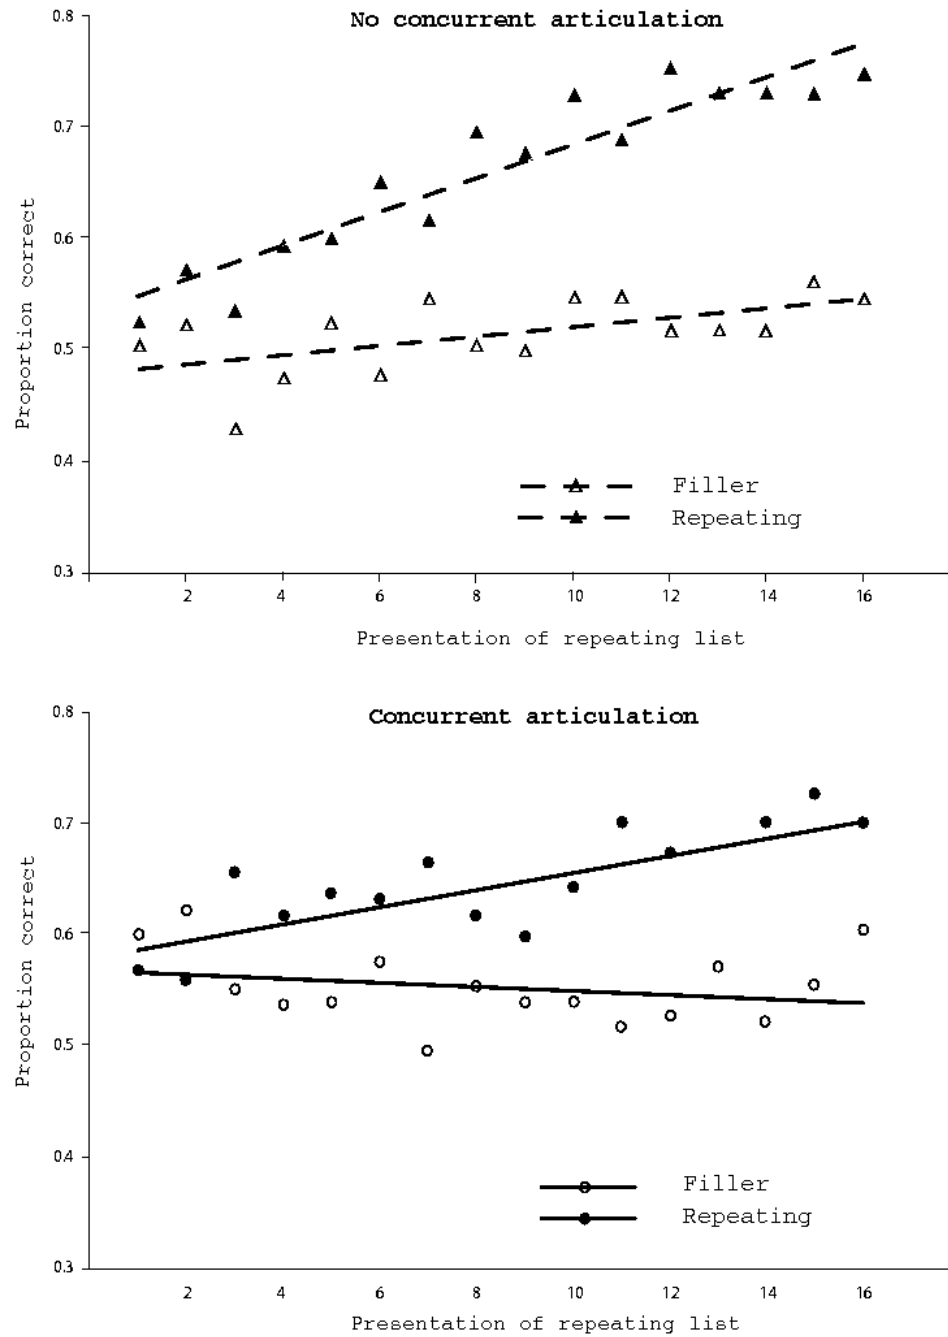 No concurrent articulation
0.8
0.7
0.6
0.5
0.4
0.3
Proportion correct
Filler
Repeating
2 4 6 8 10 12 14 16
Presentation of repeating list
Concurrent articulation
0.8
0.7
0.6
0.5
0.4
0.3
Proportion correct
Filler
Repeating
2 4 6 8 10 12 14 16
Presentation of repeating list